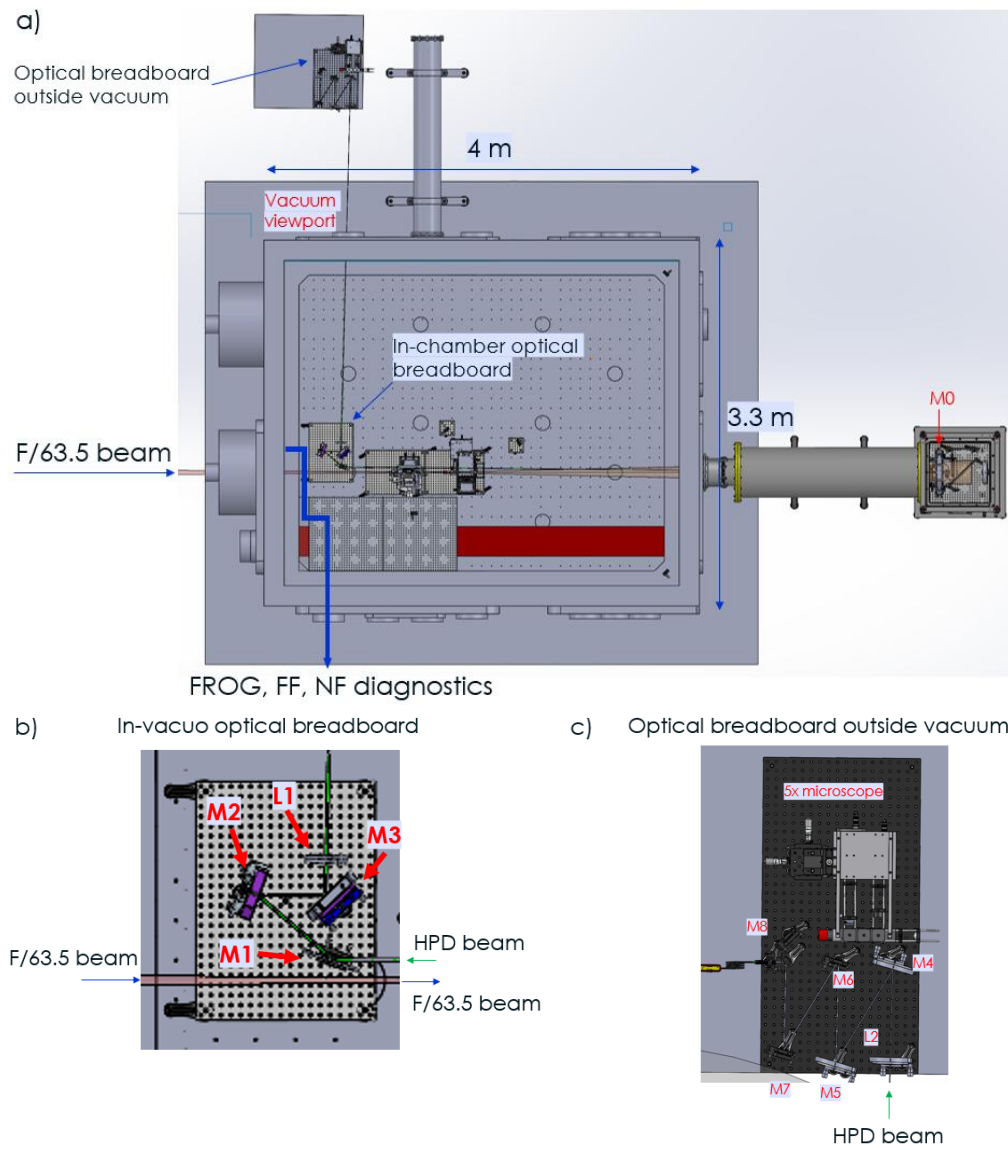 a)
Optical breadboard
outside vacuum
4 m
Vacuum
viewport
In-chamber optical
breadboard
M0
3.3 m
F/63.5 beam
FROG, FF, NF diagnostics
b)
In-vacuo optical breadboard
M2
L1
M3
M1
F/63.5 beam
HPD beam
F/63.5 beam
c)
Optical breadboard outside vacuum
5x microscope
M8
M6
M4
L2
M7
M5
HPD beam